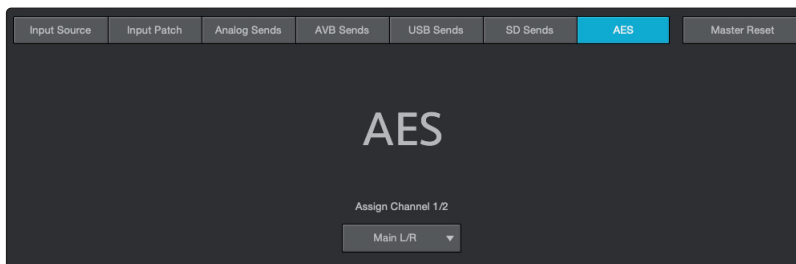 Input Source Input Patch Analog Sends AVB Sends USB Sends SD Sends AES Master Reset
AES
Assign Channel 1/2
Main L/R